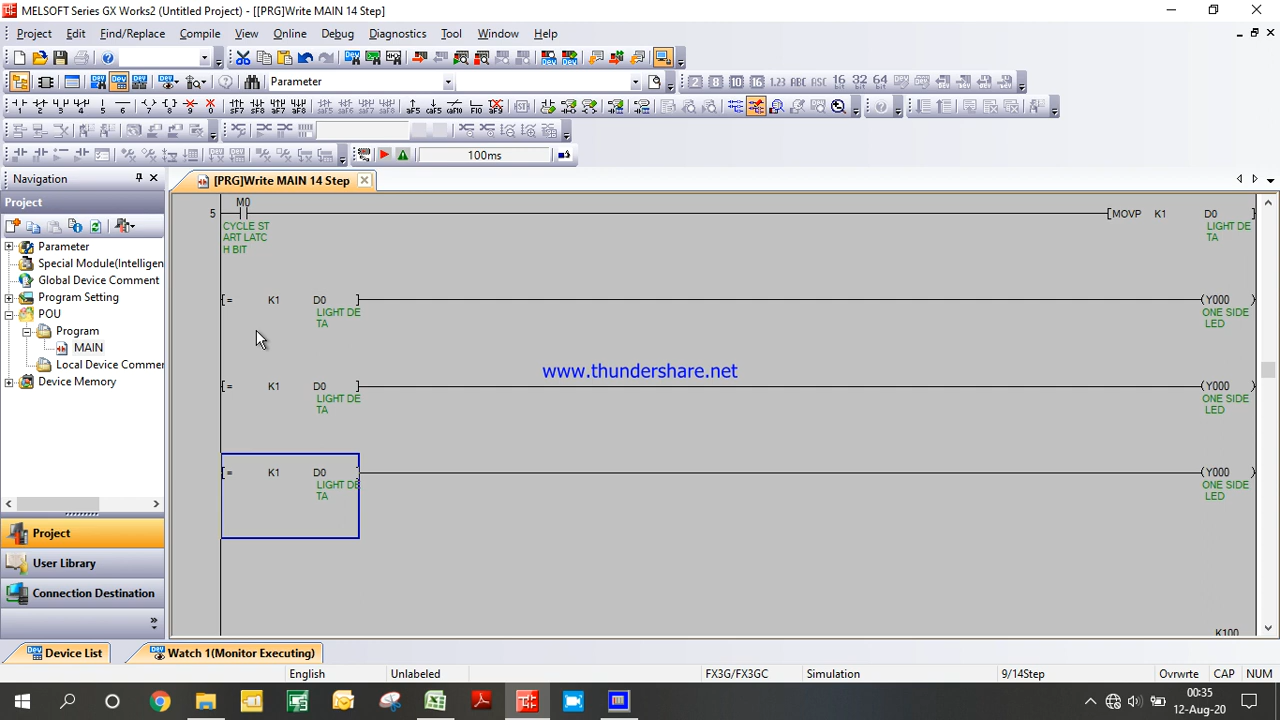 MELSOFT Series GX Works2 (Untitled Project) - [[PRG]Write MAIN 14 Step]
Project Edit Find/Replace Compile View Online Debug Diagnostics Tool Window Help
Parameter
100ms
Navigation
[PRG]Write MAIN 14 Step
Project
Parameter
Special Module(Intelligen
Global Device Comment
Program Setting
POU
Program
MAIN
Local Device Commer
Device Memory
Project
User Library
Connection Destination
M0
5 [MOVP K1 D0 ]
CYCLE ST
ART LATC
H BIT
LIGHT DE
TA
[= K1 D0 ] (Y000 )
LIGHT DE
TA
ONE SIDE
LED
www.thundershare.net
[= K1 D0 ] (Y000 )
LIGHT DE
TA
ONE SIDE
LED
[= K1 D0 ] (Y000 )
LIGHT DE
TA
ONE SIDE
LED
K100
Device List Watch 1(Monitor Executing)
English Unlabeled FX3G/FX3GC Simulation 9/14Step Ovrwrte CAP NUM
00:35
12-Aug-20